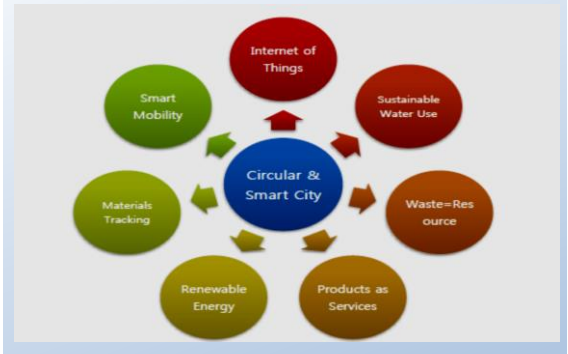 Internet of
Things
Smart
Mobility
Sustainable
Water Use
Circular &
Smart City
Materials
Tracking
Waste=Res
ource
Renewable
Energy
Products as
Services